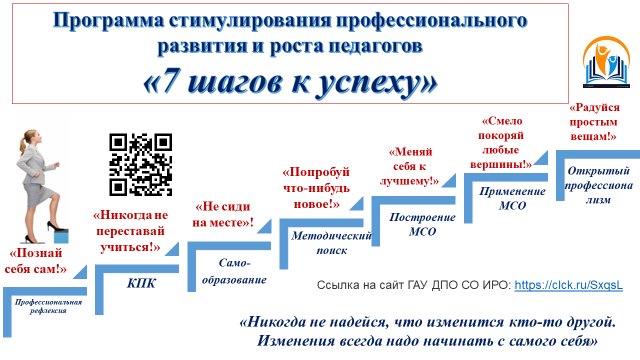 Программа стимулирования профессионального
развития и роста педагогов
«7 шагов к успеху»
«Познай
себя сам!»
Профессиональная
рефлексия
«Никогда не
переставай
учиться!»
КПК
«Не сиди
на месте»!
Само-
образование
«Попробуй
что-нибудь
новое!»
Методический
поиск
«Меняй
себя к
лучшему!»
Построение
МСО
«Смело
покоряй
любые
вершины!»
Применение
МСО
«Радуйся
простым
вещам!»
Открытый
профессиона
лизм
Ссылка на сайт ГАУ ДПО СО ИРО: https://clck.ru/SxqsL
«Никогда не надейся, что изменится кто-то другой.
Изменения всегда надо начинать с самого себя»